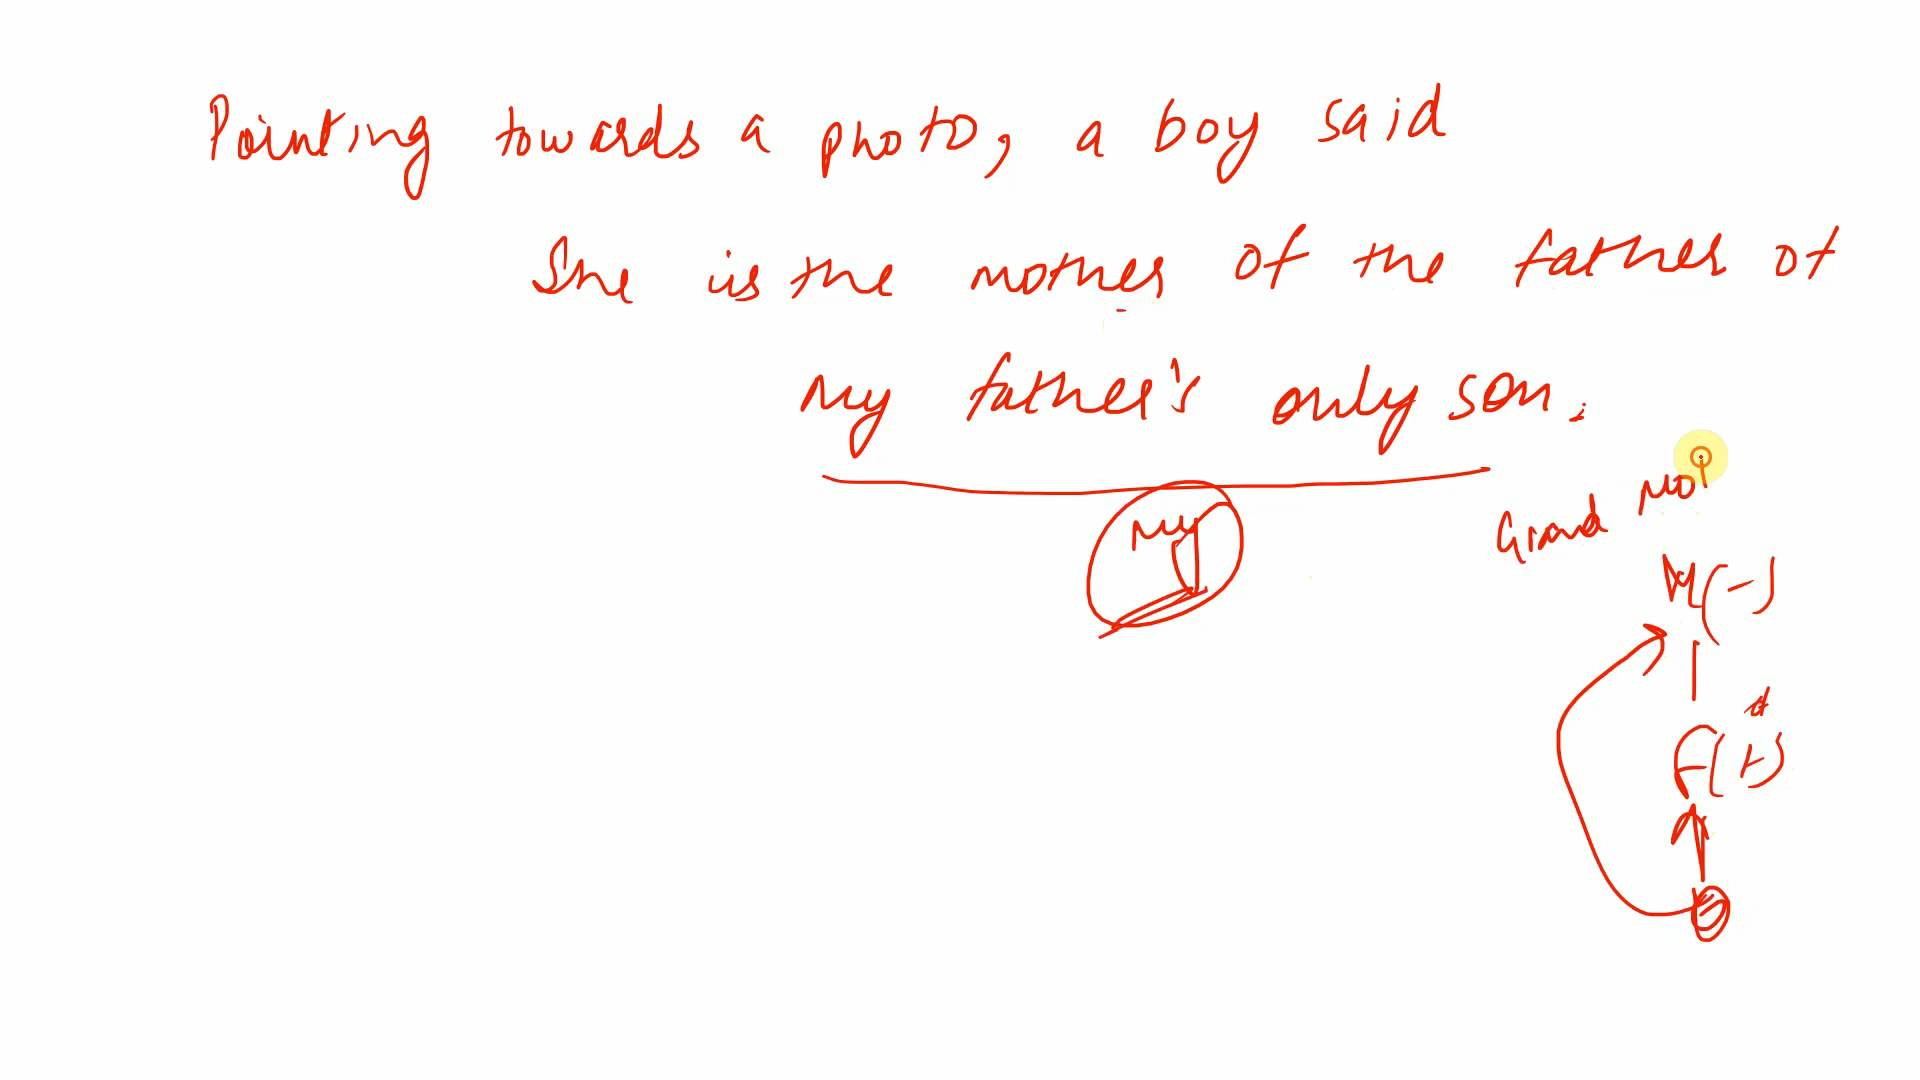 Pointing towards a photo, a boy said
She is the mother of the father of
my father's only son.
My
Grand Mo
M(-)
F(+)